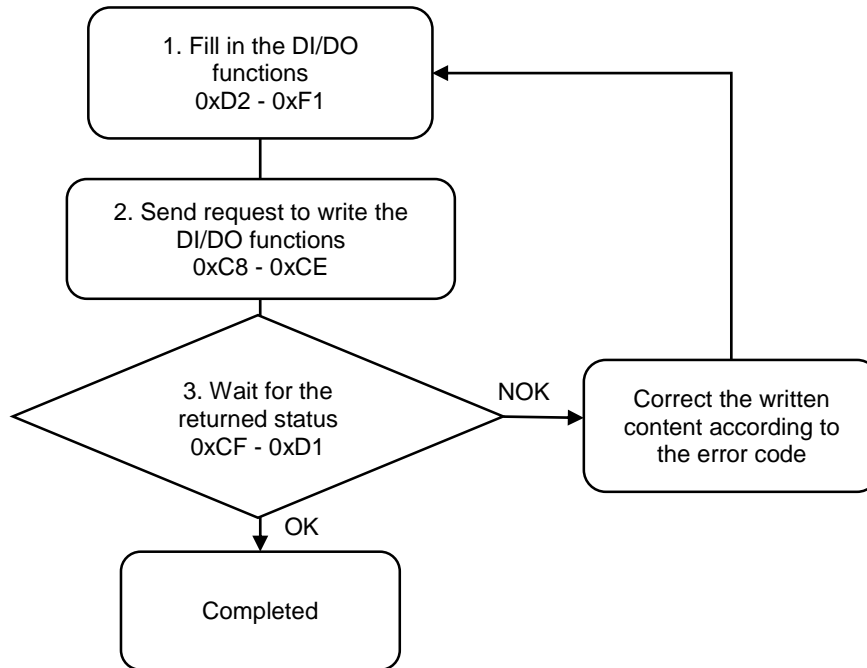 1. Fill in the DI/DO
functions
0xD2 - 0xF1
2. Send request to write the
DI/DO functions
0xC8 - 0xCE
3. Wait for the
returned status
0xCF - 0xD1
NOK
Correct the written
content according to
the error code
OK
Completed